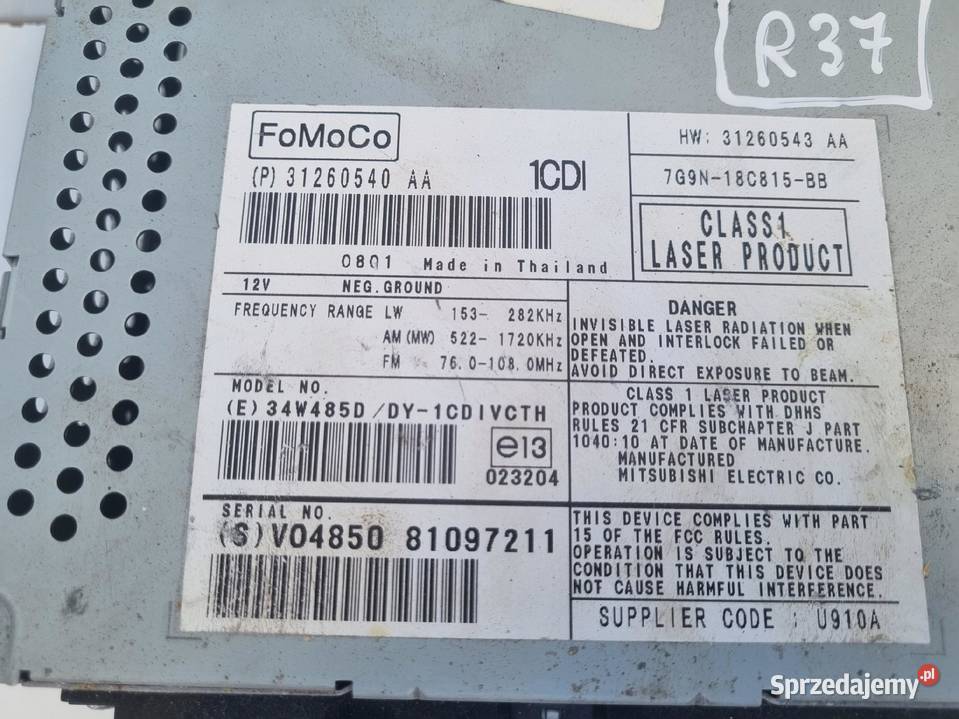 R37
FoMoCo
(P) 31260540 AA
1CDI
0801 Made in Thailand
HW: 31260543 AA
7G9N-18C815-BB
CLASS1
LASER PRODUCT
12V NEG.GROUND
FREQUENCY RANGE LW 153- 282KHz
AM(MW) 522- 1720KHz
FM 76.0-108.0MHz
DANGER
INVISIBLE LASER RADIATION WHEN
OPEN AND INTERLOCK FAILED OR
DEFEATED.
AVOID DIRECT EXPOSURE TO BEAM.
MODEL NO.
(E) 34W485D/DY-1CDIVCTH
e13
023204
CLASS 1 LASER PRODUCT
PRODUCT COMPLIES WITH DHHS
RULES 21 CFR SUBCHAPTER J PART
1040:10 AT DATE OF MANUFACTURE.
MANUFACTURED
MITSUBISHI ELECTRIC CO.
SERIAL NO.
(S) V04850 81097211
THIS DEVICE COMPLIES WITH PART
15 OF THE FCC RULES.
OPERATION IS SUBJECT TO THE
CONDITION THAT THIS DEVICE DOES
NOT CAUSE HARMFUL INTERFERENCE.
SUPPLIER CODE : U910A
Sprzedajemy.pl